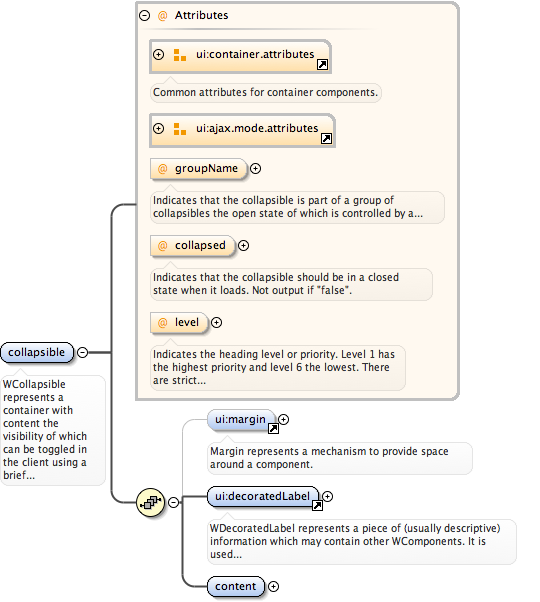 @ Attributes
ui:container.attributes
Common attributes for container components.
ui:ajax.mode.attributes
@ groupName
Indicates that the collapsible is part of a group of
collapsibles the open state of which is controlled by a...
@ collapsed
Indicates that the collapsible should be in a closed
state when it loads. Not output if "false".
@ level
Indicates the heading level or priority. Level 1 has
the highest priority and level 6 the lowest. There
are strict...
collapsible
WCollapsible
represents a
container with
content the
visibility of which
can be toggled in
the client using a
brief...
ui:margin
Margin represents a mechanism to provide space
around a component.
ui:decoratedLabel
WDecoratedLabel represents a piece of (usually descriptive)
information which may contain other WComponents. It is
used...
content